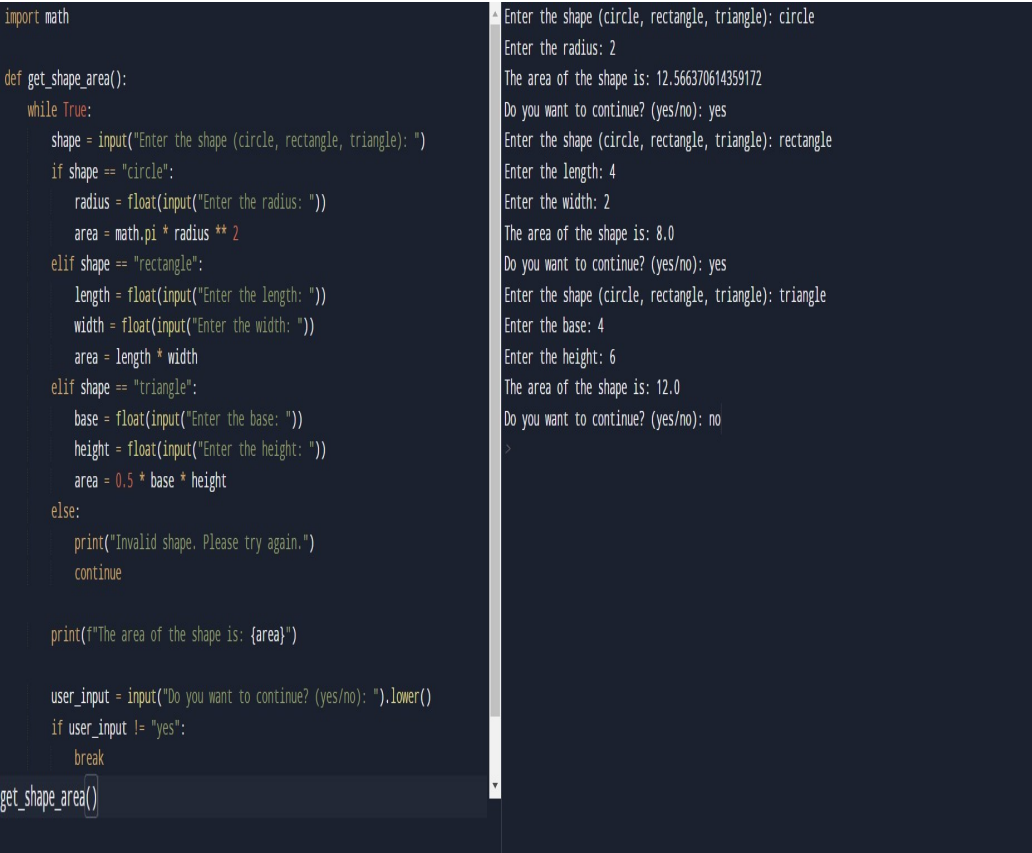 import math
def get_shape_area():
while True:
shape = input("Enter the shape (circle, rectangle, triangle): ")
if shape == "circle":
radius = float(input("Enter the radius: "))
area = math.pi * radius ** 2
elif shape == "rectangle":
length = float(input("Enter the length: "))
width = float(input("Enter the width: "))
area = length * width
elif shape == "triangle":
base = float(input("Enter the base: "))
height = float(input("Enter the height: "))
area = 0.5 * base * height
else:
print("Invalid shape. Please try again.")
continue
print(f"The area of the shape is: {area}")
user_input = input("Do you want to continue? (yes/no): ").lower()
if user_input != "yes":
break
get_shape_area()
Enter the shape (circle, rectangle, triangle): circle
Enter the radius: 2
The area of the shape is: 12.566370614359172
Do you want to continue? (yes/no): yes
Enter the shape (circle, rectangle, triangle): rectangle
Enter the length: 4
Enter the width: 2
The area of the shape is: 8.0
Do you want to continue? (yes/no): yes
Enter the shape (circle, rectangle, triangle): triangle
Enter the base: 4
Enter the height: 6
The area of the shape is: 12.0
Do you want to continue? (yes/no): no
>